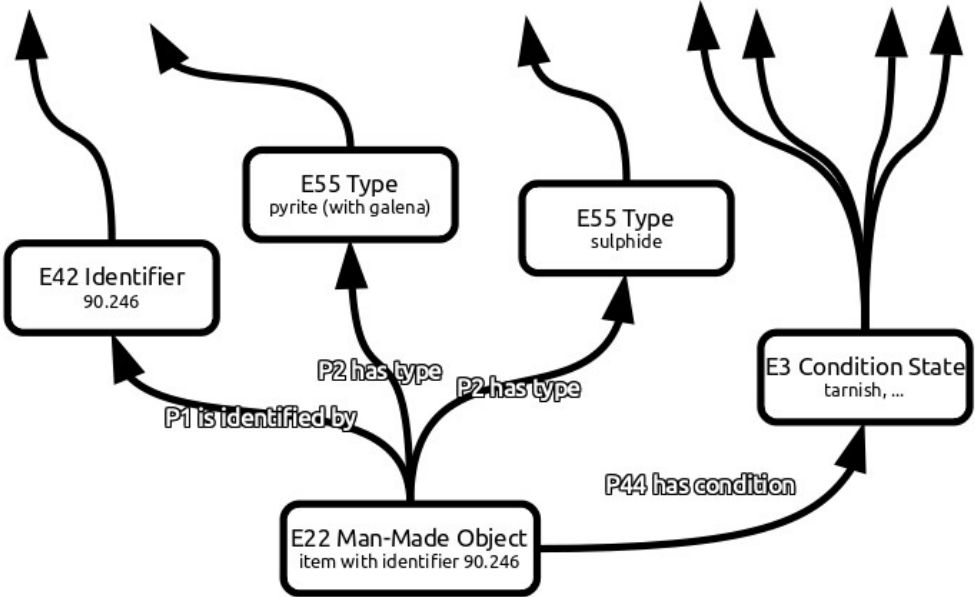 E55 Type
pyrite (with galena)
E55 Type
sulphide
E42 Identifier
90.246
E3 Condition State
tarnish, ...
P2 has type
P2 has type
P1 is identified by
P44 has condition
E22 Man-Made Object
item with identifier 90.246